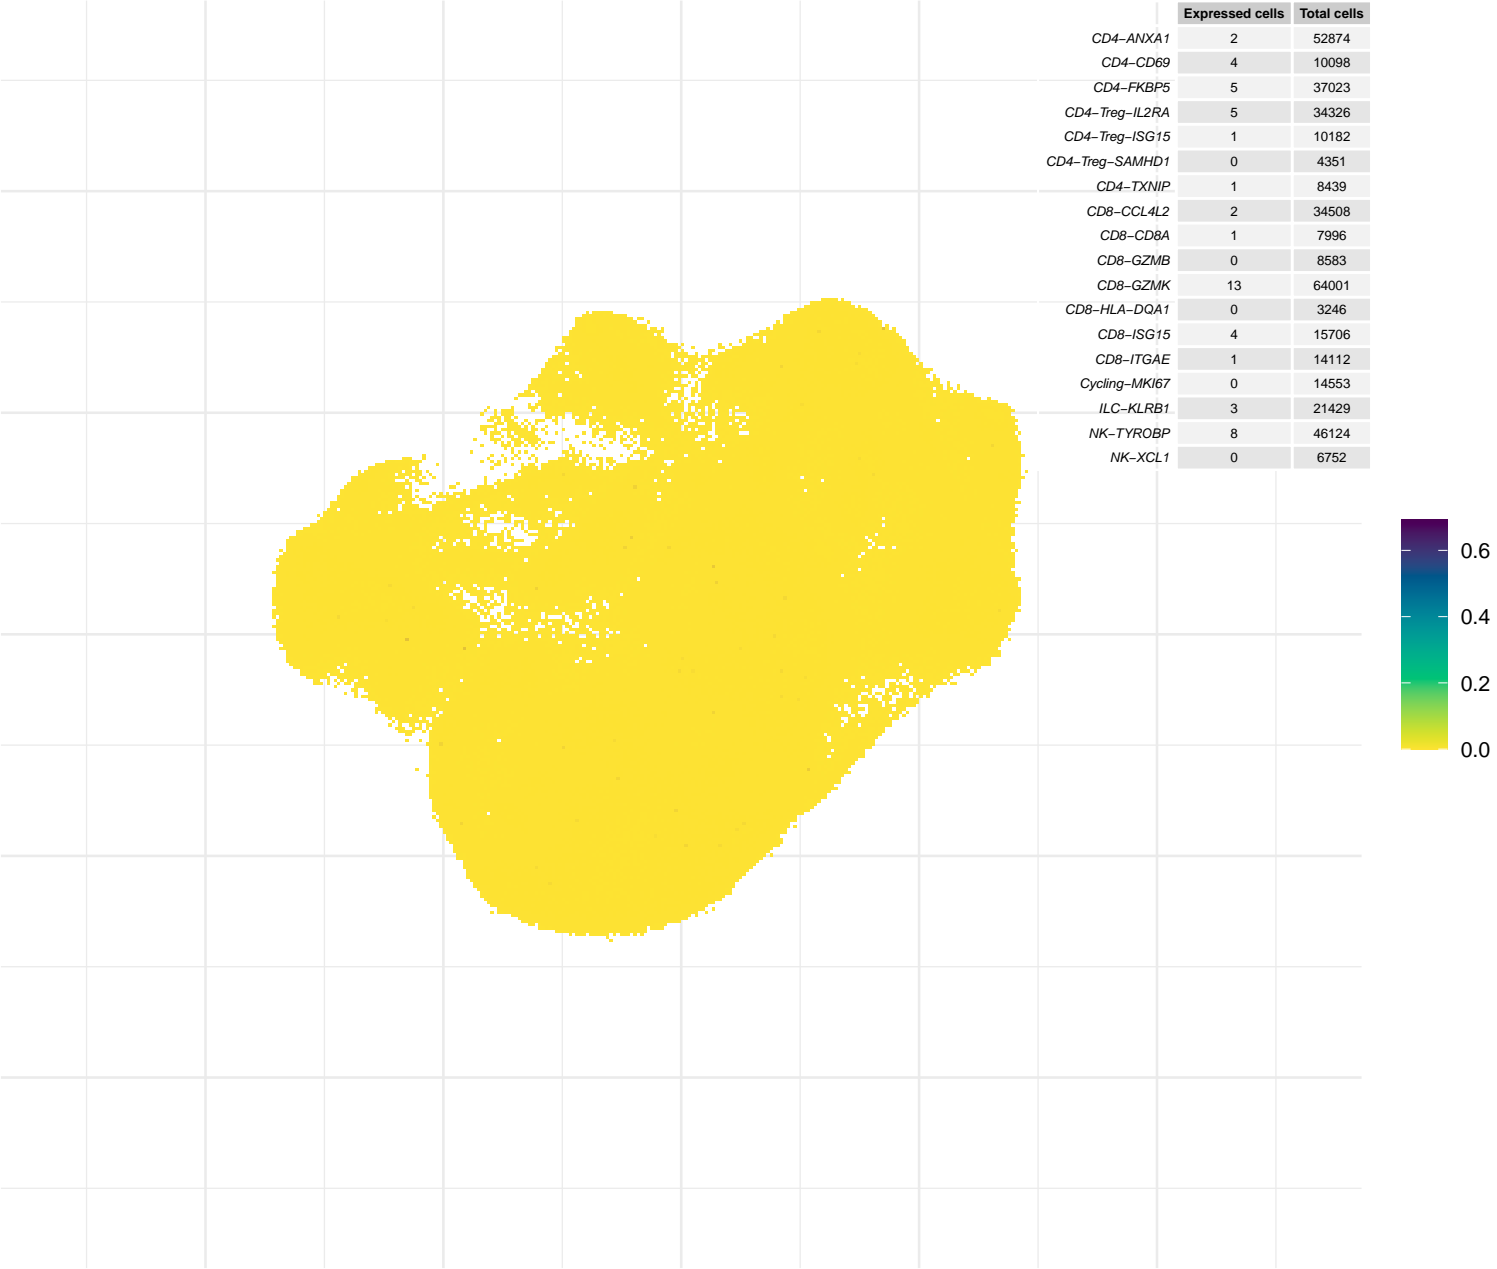 Expressed cells Total cells
CD4−ANXA1 2 52874
CD4−CD69 4 10098
CD4−FKBP5 5 37023
CD4−Treg−IL2RA 5 34326
CD4−Treg−ISG15 1 10182
CD4−Treg−SAMHD1 0 4351
CD4−TXNIP 1 8439
CD8−CCL4L2 2 34508
CD8−CD8A 1 7996
CD8−GZMB 0 8583
CD8−GZMK 13 64001
CD8−HLA−DQA1 0 3246
CD8−ISG15 4 15706
CD8−ITGAE 1 14112
Cycling−MKI67 0 14553
ILC−KLRB1 3 21429
NK−TYROBP 8 46124
NK−XCL1 0 6752
0.6
0.4
0.2
0.0